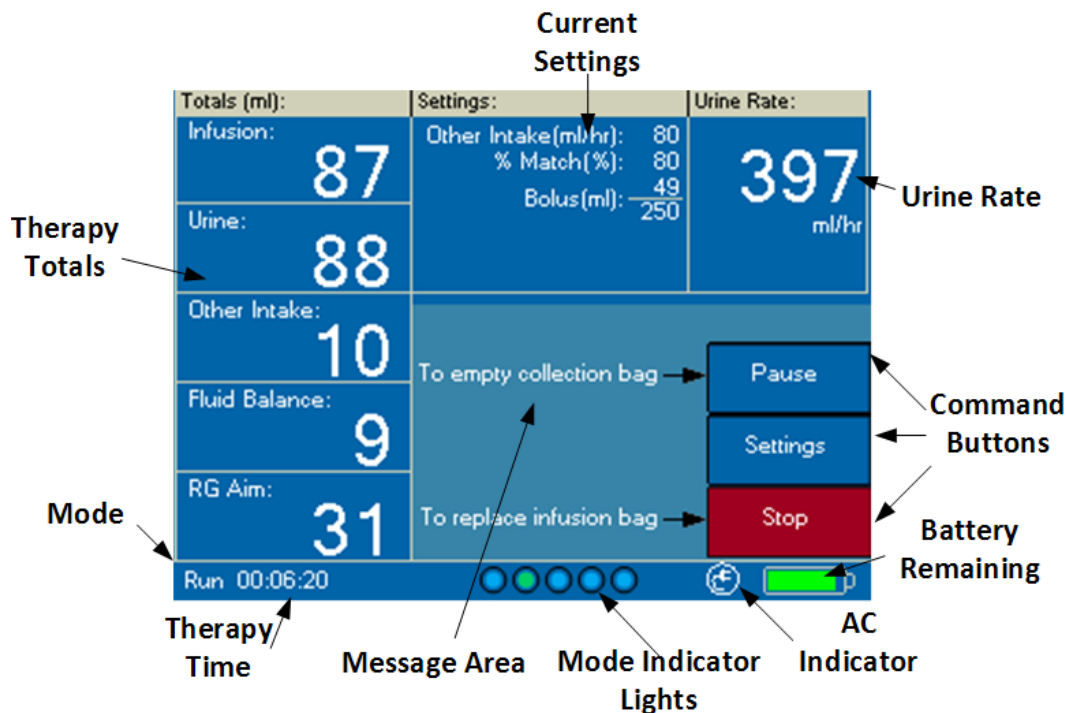 Current
Settings
Totals (ml):
Settings:
Urine Rate:
Infusion:
87
Other Intake(ml/hr): 80
% Match(%): 80
Bolus(ml): 49
250
397
ml/hr
Urine Rate
Therapy
Totals
Urine:
88
Other Intake:
10
To empty collection bag
Pause
Fluid Balance:
9
Settings
Command
Buttons
RG Aim:
31
To replace infusion bag
Stop
Mode
Battery
Remaining
Run 00:06:20
Therapy
Time
Message Area
Mode Indicator
Lights
AC
Indicator